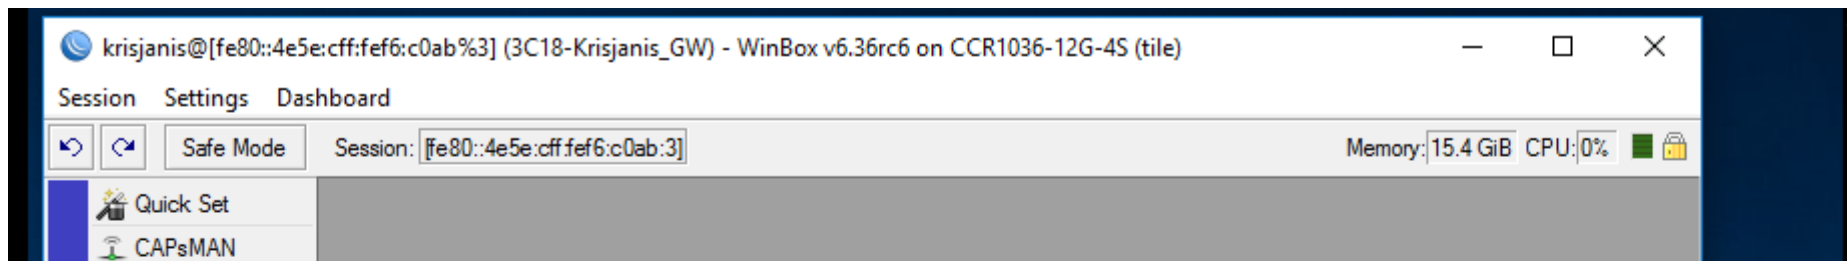 krisjanis@[fe80::4e5e:cff:fef6:c0ab%3] (3C18-Krisjanis_GW) - WinBox v6.36rc6 on CCR1036-12G-4S (tile)
Session Settings Dashboard
Safe Mode Session: [fe80::4e5e:cff:fef6:c0ab:3] Memory: 15.4 GiB CPU: 0%
Quick Set
CAPsMAN